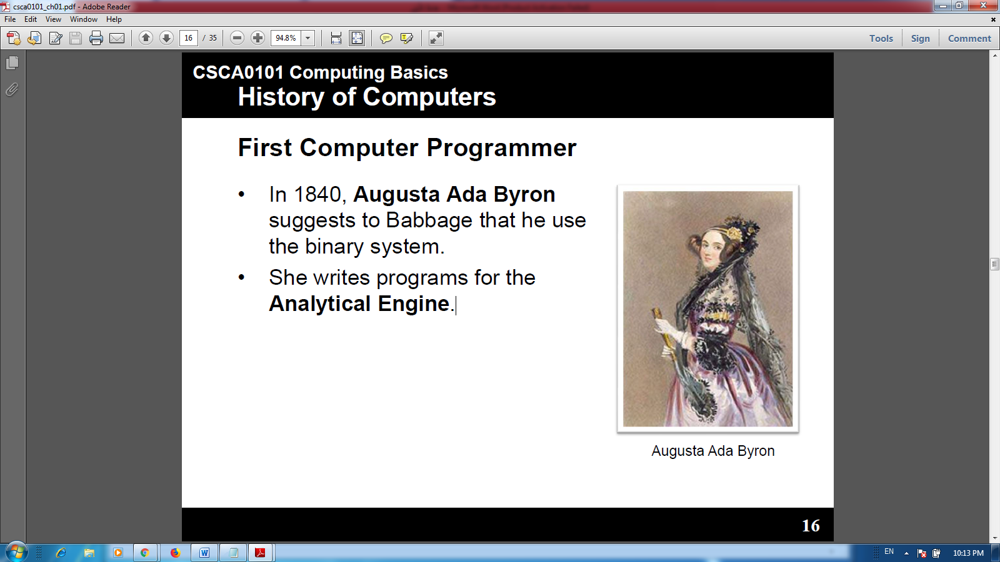 csca0101_ch01.pdf - Adobe Reader
File Edit View Window Help
16 / 35 94.8% Tools Sign Comment
CSCA0101 Computing Basics
History of Computers
First Computer Programmer
• In 1840, Augusta Ada Byron
suggests to Babbage that he use
the binary system.
• She writes programs for the
Analytical Engine.
Augusta Ada Byron
16
EN 10:13 PM